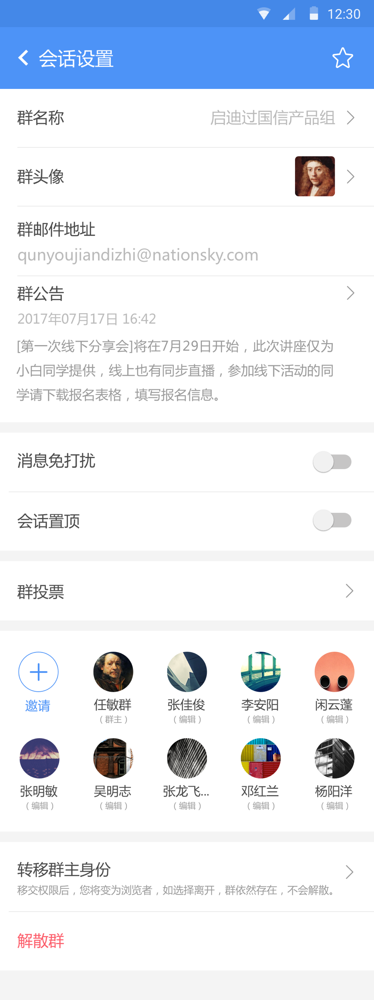 12:30
会话设置
群名称
启迪过国信产品组
群头像
群邮件地址
qunyoujiandizhi@nationsky.com
群公告
2017年07月17日 16:42
[第一次线下分享会]将在7月29日开始，此次讲座仅为
小白同学提供，线上也有同步直播，参加线下活动的同
学请下载报名表格，填写报名信息。
消息免打扰
会话置顶
群投票
邀请
任敏群
（群主）
张佳俊
（编辑）
李安阳
（编辑）
闲云蓬
（编辑）
张明敏
（编辑）
吴明志
（编辑）
张龙飞...
（编辑）
邓红兰
（编辑）
杨阳洋
（编辑）
转移群主身份
移交权限后，您将变为浏览者，如选择离开，群依然存在，不会解散。
解散群